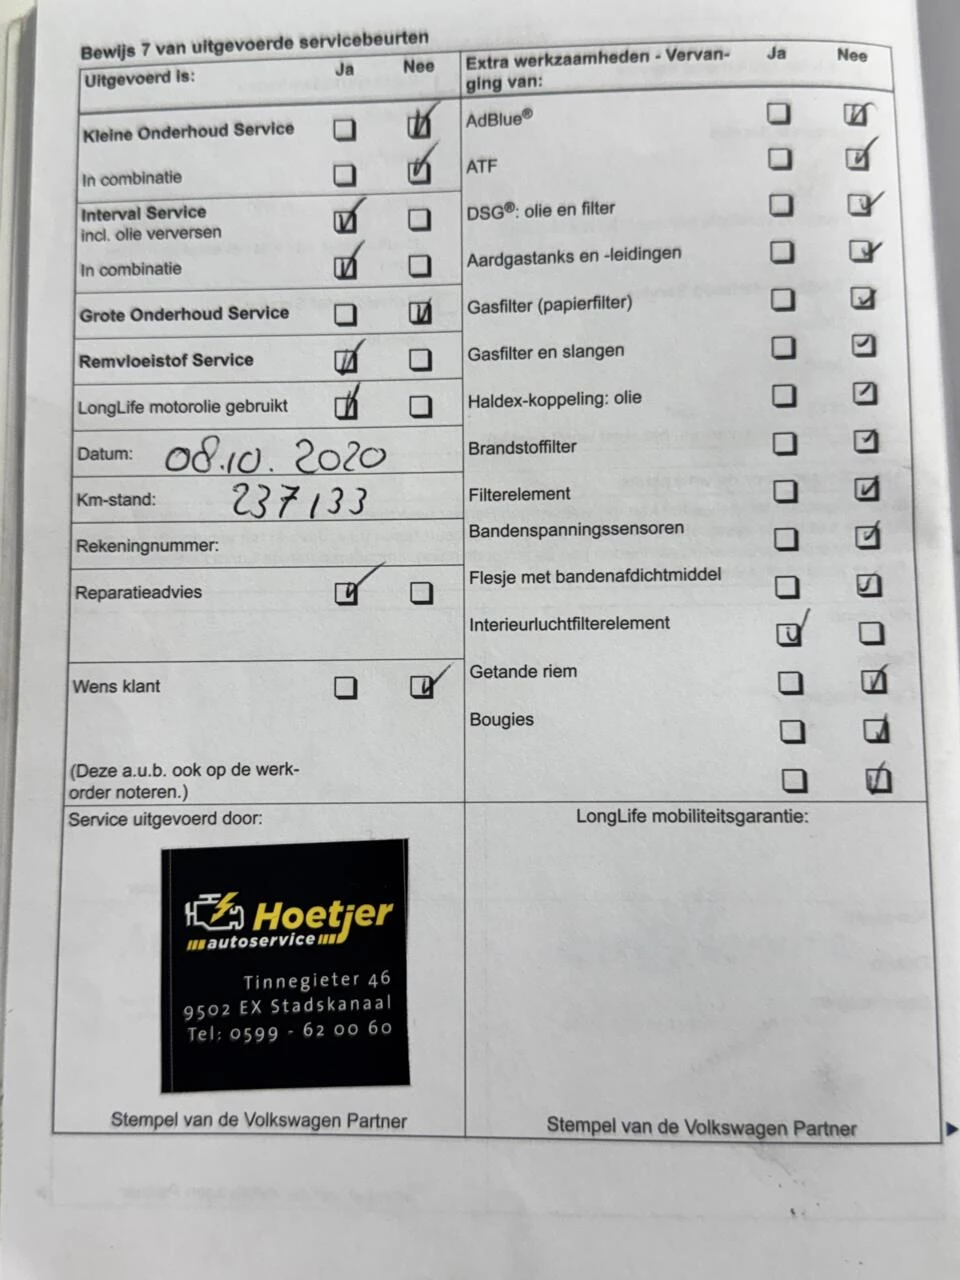 Bewijs 7 van uitgevoerde servicebeurten
Uitgevoerd is: Ja Nee
Kleine Onderhoud Service
In combinatie
Interval Service
incl. olie verversen
In combinatie
Grote Onderhoud Service
Remvloeistof Service
LongLife motorolie gebruikt
Datum: 08.10.2020
Km-stand: 237133
Rekeningnummer:
Reparatieadvies
Wens klant
(Deze a.u.b. ook op de werk-
order noteren.)
Extra werkzaamheden - Vervan- Ja Nee
ging van:
AdBlue®
ATF
DSG®: olie en filter
Aardgastanks en -leidingen
Gasfilter (papierfilter)
Gasfilter en slangen
Haldex-koppeling: olie
Brandstoffilter
Filterelement
Bandenspanningssensoren
Flesje met bandenafdichtmiddel
Interieurluchtfilterelement
Getande riem
Bougies
Service uitgevoerd door:
Hoetjer
autoservice
Tinnegieter 46
9502 EX Stadskanaal
Tel: 0599 - 62 00 60
Stempel van de Volkswagen Partner
LongLife mobiliteitsgarantie:
Stempel van de Volkswagen Partner